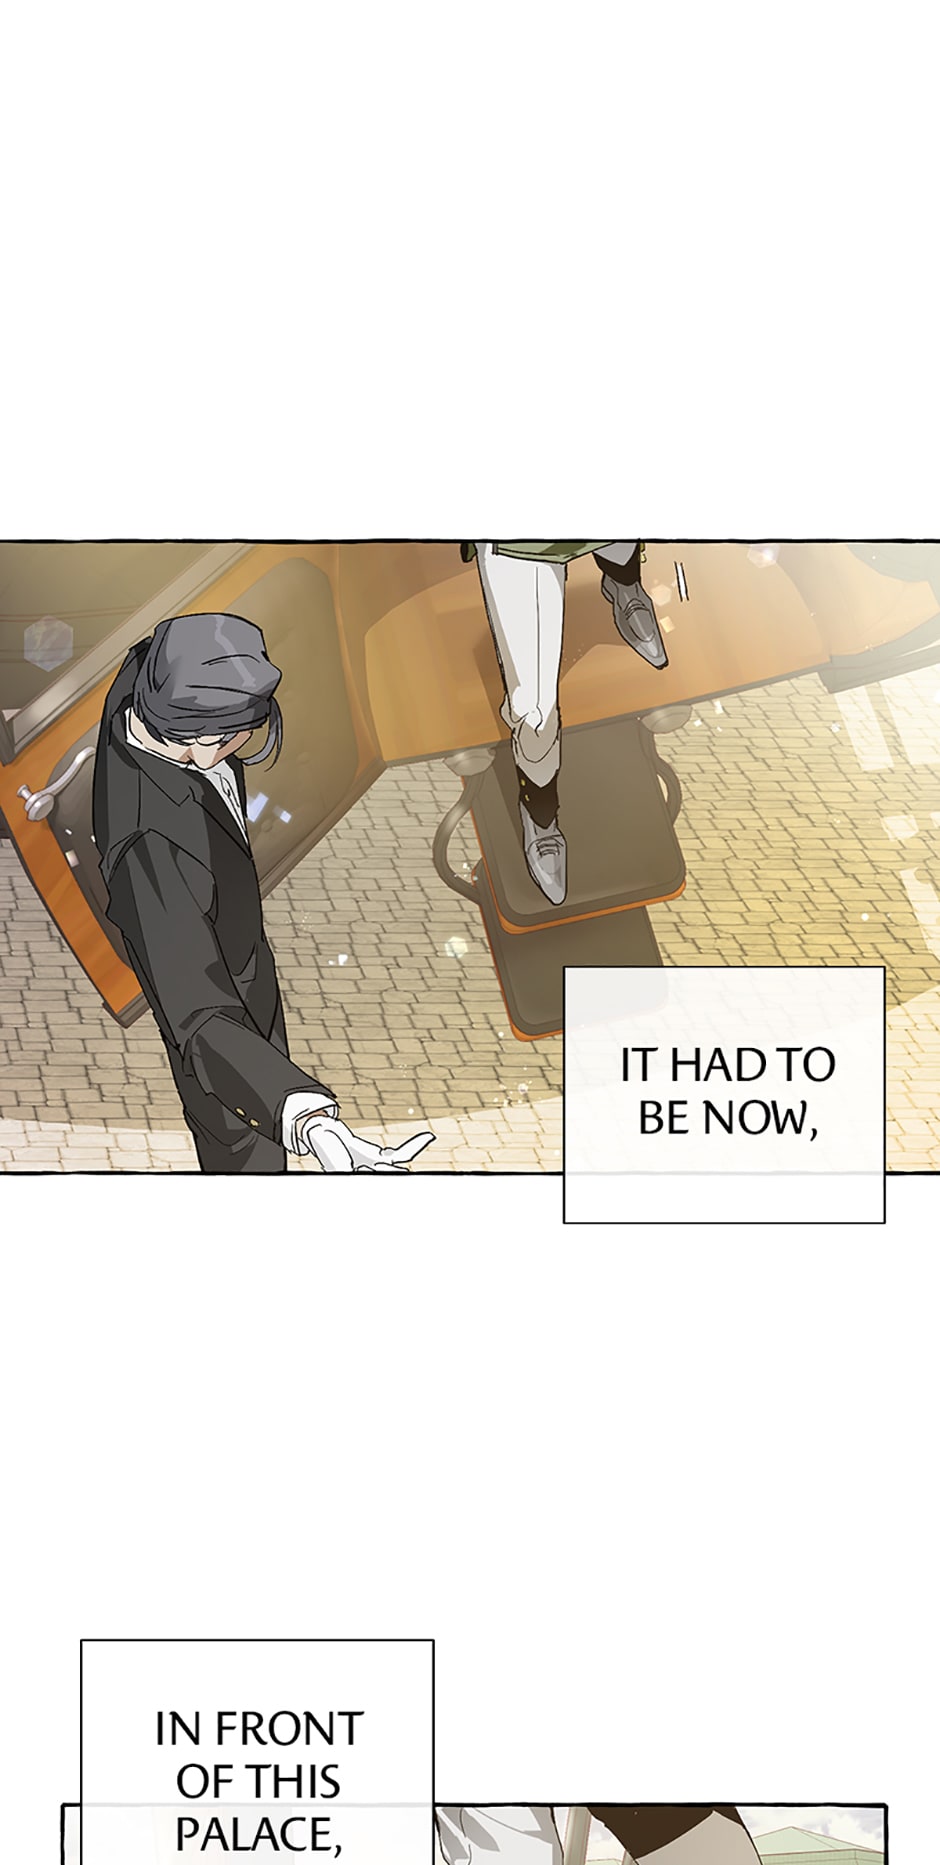 IT HAD TO
BE NOW,
IN FRONT
OF THIS
PALACE,